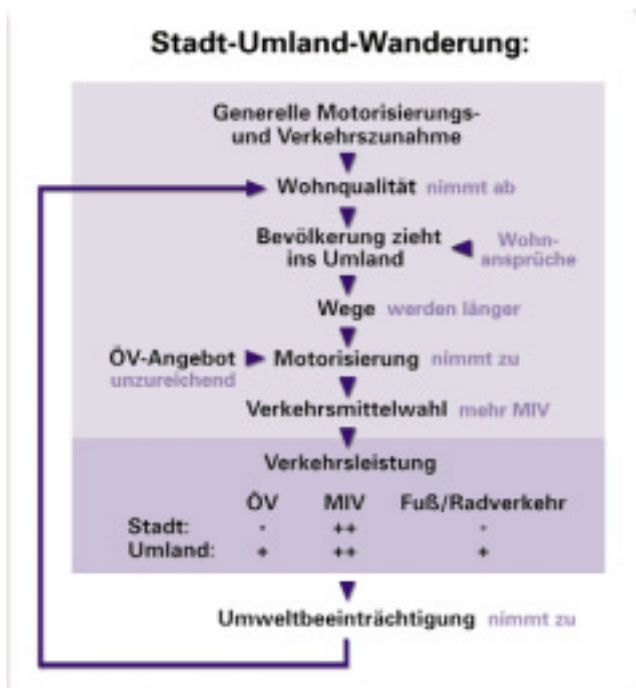 Stadt-Umland-Wanderung:
Generelle Motorisierungs-
und Verkehrszunahme
Wohnqualität nimmt ab
Bevölkerung zieht
ins Umland
Wohn-
ansprüche
Wege werden länger
ÖV-Angebot
unzureichend
Motorisierung nimmt zu
Verkehrsmittelwahl mehr MIV
Verkehrsleistung
ÖV MIV Fuß/Radverkehr
Stadt: - ++ -
Umland: + ++ +
Umweltbeeinträchtigung nimmt zu